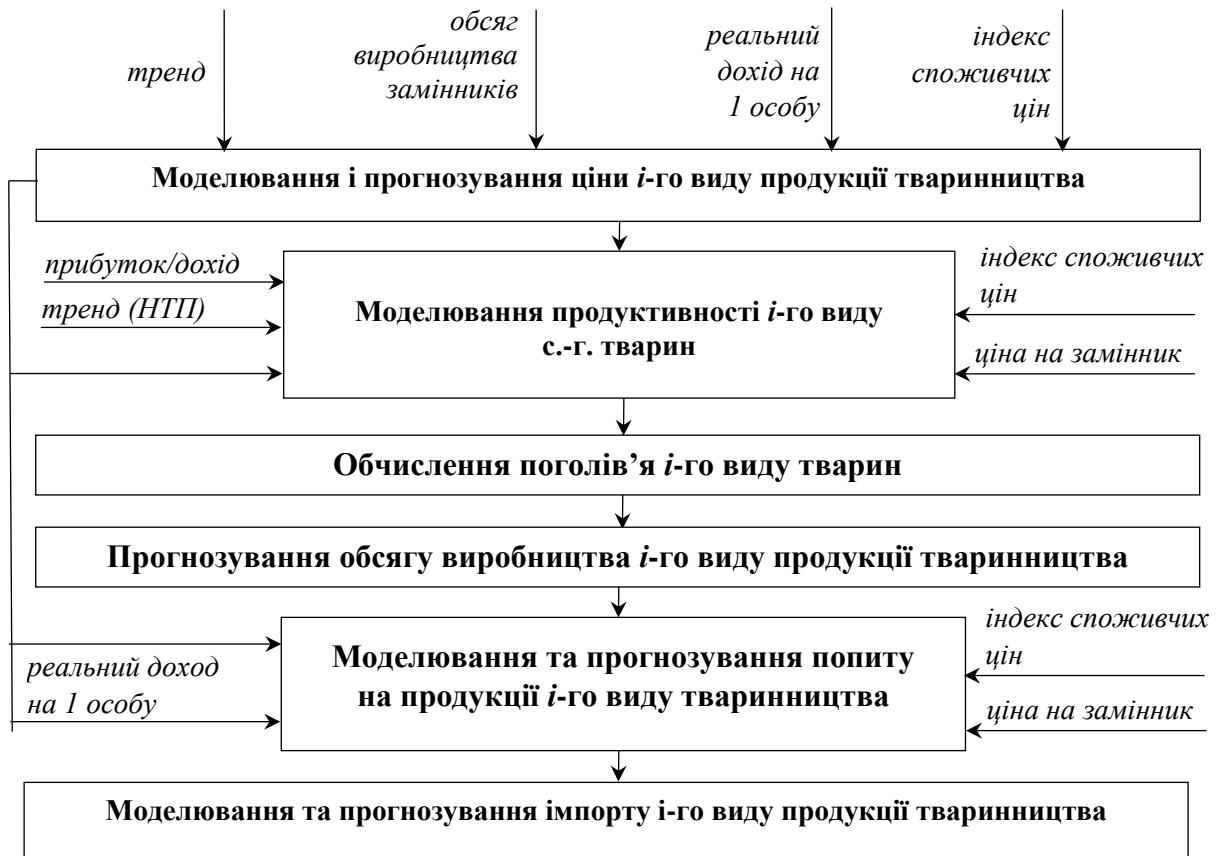 тренд
обсяг
виробництва
замінників
реальний
дохід на
1 особу
індекс
споживчих
цін
Моделювання і прогнозування ціни і-го виду продукції тваринництва
прибуток/дохід
тренд (НТП)
Моделювання продуктивності і-го виду
с.-г. тварин
індекс споживчих
цін
ціна на замінник
Обчислення поголів’я і-го виду тварин
Прогнозування обсягу виробництва і-го виду продукції тваринництва
реальний доход
на 1 особу
Моделювання та прогнозування попиту
на продукції і-го виду тваринництва
індекс споживчих
цін
ціна на замінник
Моделювання та прогнозування імпорту і-го виду продукції тваринництва